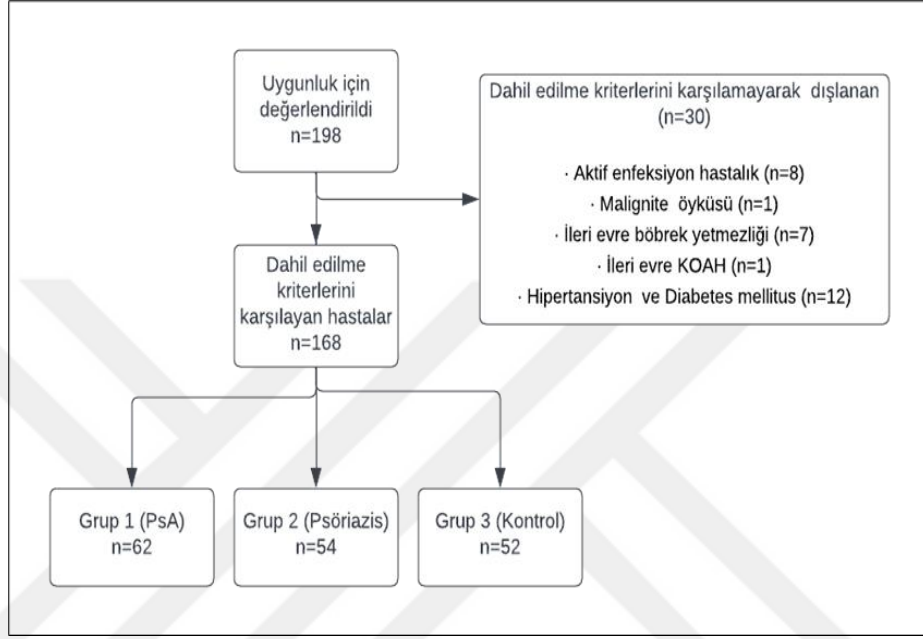 Uygunluk için
değerlendirildi
n=198
Dahil edilme kriterlerini karşılamayarak dışlanan
(n=30)
· Aktif enfeksiyon hastalık (n=8)
· Malignite öyküsü (n=1)
· İleri evre böbrek yetmezliği (n=7)
· İleri evre KOAH (n=1)
· Hipertansiyon ve Diabetes mellitus (n=12)
Dahil edilme
kriterlerini
karşılayan hastalar
n=168
Grup 1 (PsA)
n=62
Grup 2 (Psöriazis)
n=54
Grup 3 (Kontrol)
n=52